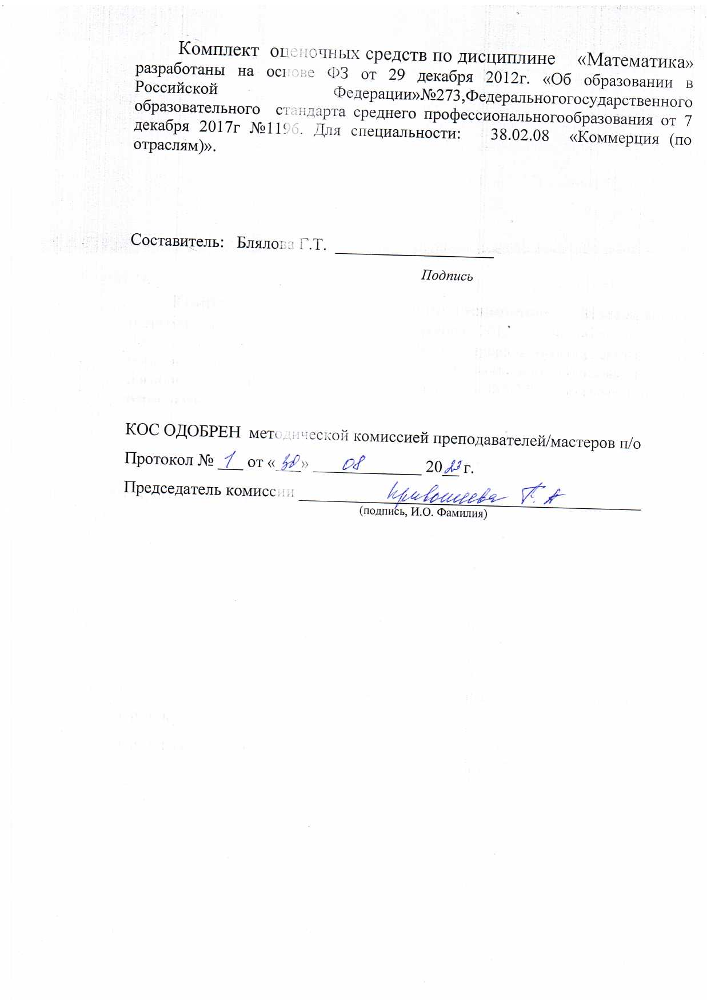 Комплект оценочных средств по дисциплине «Математика»
разработаны на основе ФЗ от 29 декабря 2012г. «Об образовании в
Российской Федерации»№273,Федеральногогосударственного
образовательного стандарта среднего профессиональногообразования от 7
декабря 2017г №1196. Для специальности: 38.02.08 «Коммерция (по
отраслям)».
Составитель: Блялова Г.Т. ____________________
Подпись
КОС ОДОБРЕН методической комиссией преподавателей/мастеров п/о
Протокол № 1 от «30» 08 2023 г.
Председатель комиссии Кривошеева Г. А
(подпись, И.О. Фамилия)